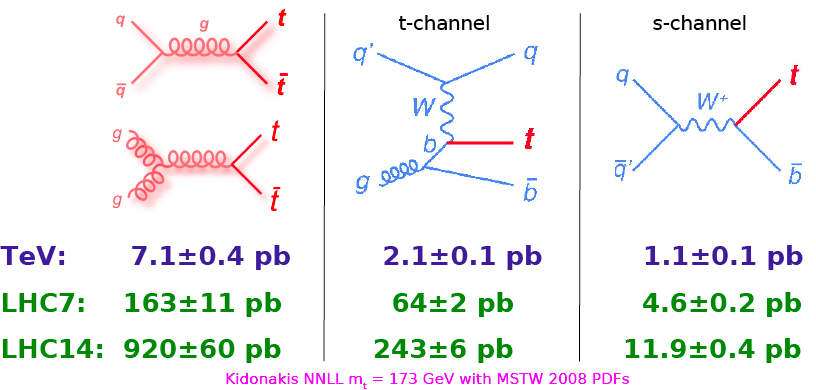 t-channel
s-channel
q
g
t
q̅
t̅
g
g
t
t̅
q'
q
W
b
t
g
b̅
q
W⁺
t
q̅'
b̅
TeV: 7.1±0.4 pb 2.1±0.1 pb 1.1±0.1 pb
LHC7: 163±11 pb 64±2 pb 4.6±0.2 pb
LHC14: 920±60 pb 243±6 pb 11.9±0.4 pb
Kidonakis NNLL mₜ = 173 GeV with MSTW 2008 PDFs